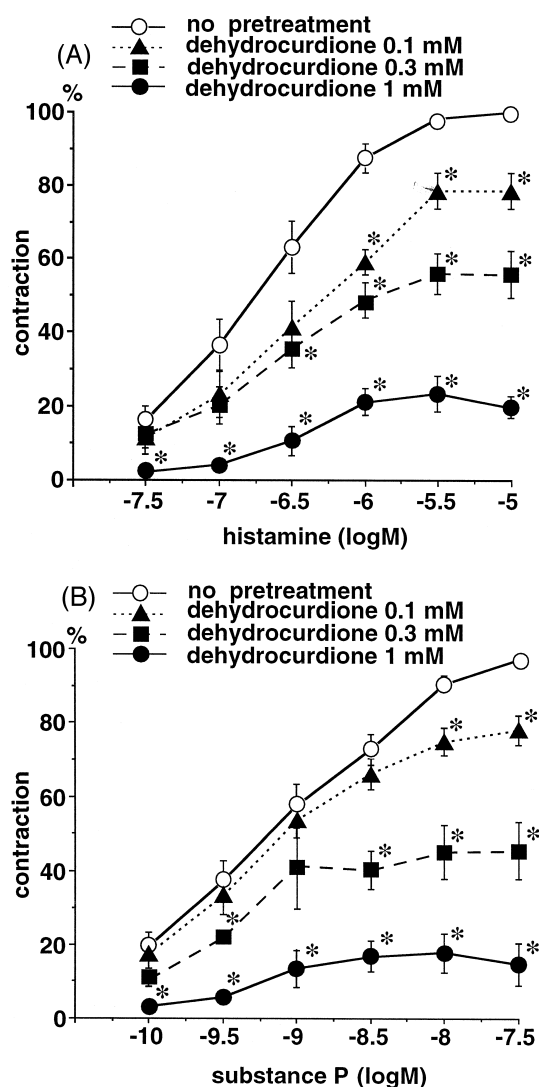 (A)
no pretreatment
dehydrocurdione 0.1 mM
dehydrocurdione 0.3 mM
dehydrocurdione 1 mM
%
100
80
60
40
20
0
contraction
* * * * * * * * * * * * *
-7.5 -7 -6.5 -6 -5.5 -5
histamine (logM)
(B)
no pretreatment
dehydrocurdione 0.1 mM
dehydrocurdione 0.3 mM
dehydrocurdione 1 mM
%
100
80
60
40
20
0
contraction
* * * * * * * * * * * *
-10 -9.5 -9 -8.5 -8 -7.5
substance P (logM)